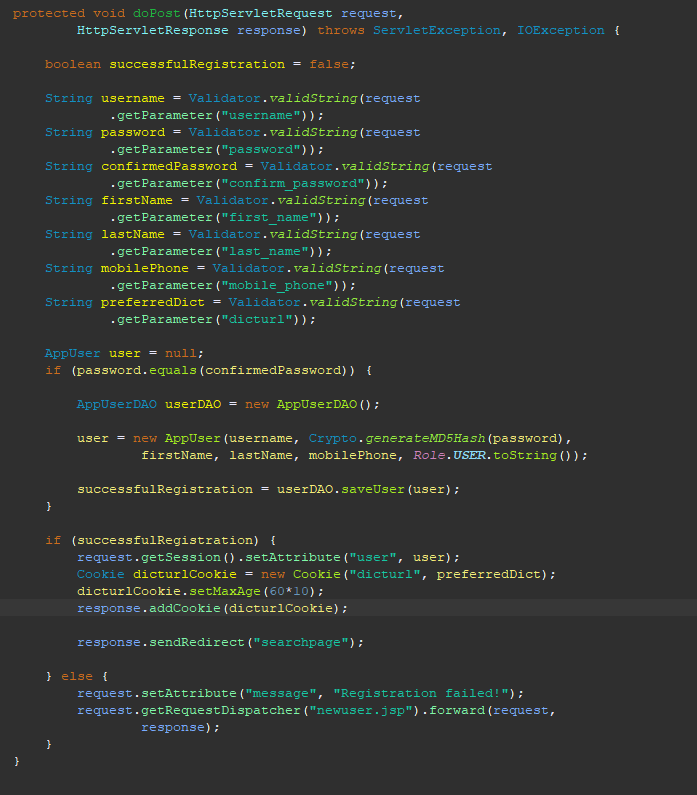 protected void doPost(HttpServletRequest request,
HttpServletResponse response) throws ServletException, IOException {
boolean successfulRegistration = false;
String username = Validator.validString(request
.getParameter("username"));
String password = Validator.validString(request
.getParameter("password"));
String confirmedPassword = Validator.validString(request
.getParameter("confirm_password"));
String firstName = Validator.validString(request
.getParameter("first_name"));
String lastName = Validator.validString(request
.getParameter("last_name"));
String mobilePhone = Validator.validString(request
.getParameter("mobile_phone"));
String preferredDict = Validator.validString(request
.getParameter("dicturl"));
AppUser user = null;
if (password.equals(confirmedPassword)) {
AppUserDAO userDAO = new AppUserDAO();
user = new AppUser(username, Crypto.generateMD5Hash(password),
firstName, lastName, mobilePhone, Role.USER.toString());
successfulRegistration = userDAO.saveUser(user);
}
if (successfulRegistration) {
request.getSession().setAttribute("user", user);
Cookie dicturlCookie = new Cookie("dicturl", preferredDict);
dicturlCookie.setMaxAge(60*10);
response.addCookie(dicturlCookie);
response.sendRedirect("searchpage");
} else {
request.setAttribute("message", "Registration failed!");
request.getRequestDispatcher("newuser.jsp").forward(request,
response);
}
}